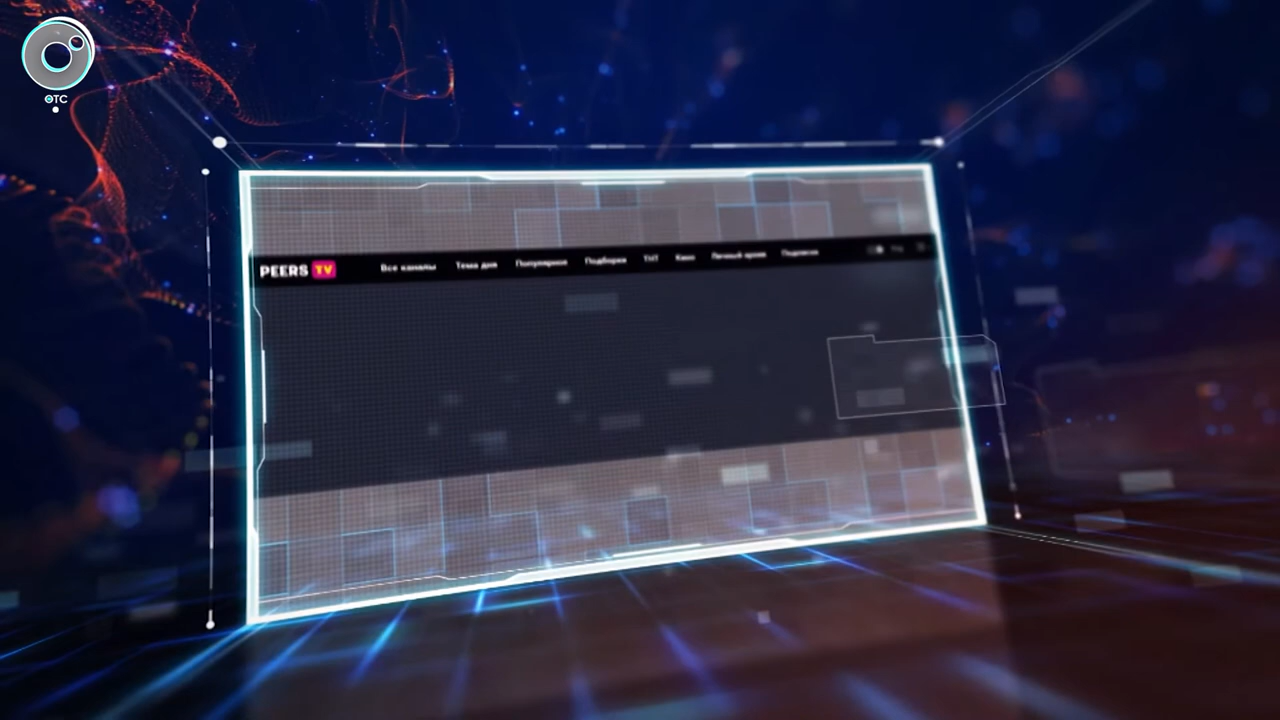 ОТС
PEERS TV Все каналы Тема дня Популярное Подборки ТНТ Кино Личный архив Подписки